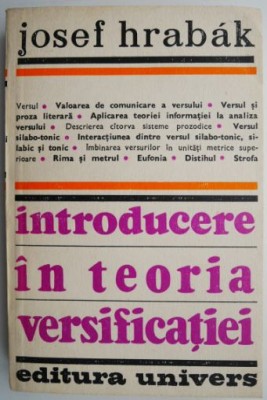 josef hrabák
Versul • Valoarea de comunicare a versului • Versul și
proza literară • Aplicarea teoriei informației la analiza
versului • Descrierea cîtorva sisteme prozodice • Versul
silabo-tonic • Interacțiunea dintre versul silabo-tonic, si-
labic și tonic • Îmbinarea versurilor în unități metrice supe-
rioare • Rima și metrul • Eufonia • Distihul • Strofa
introducere
în teoria
versificației
editura univers